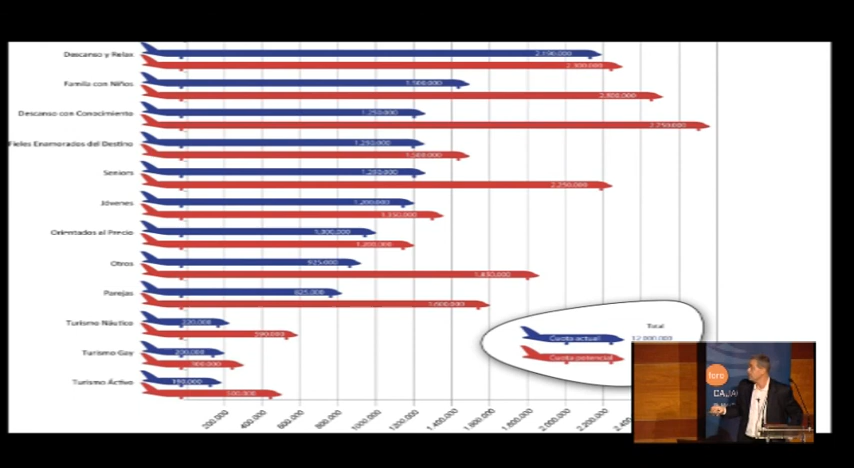 Descanso y Relax
2.300.000
Familia con Niños
1.500.000
Descanso con Conocimiento
1.250.000
2.750.000
Fieles Enamorados del Destino
1.250.000
1.500.000
Seniors
2.250.000
Jóvenes
1.200.000
1.350.000
Orientados al Precio
1.000.000
1.200.000
Otros
925.000
1.850.000
Parejas
825.000
1.600.000
Turismo Náutico
220.000
590.000
Turismo Gay
200.000
300.000
Turismo Activo
190.000
500.000
Total
Cuota actual 12.000.000
Cuota potencial
200.000 400.000 600.000 800.000 1.000.000 1.200.000 1.400.000 1.600.000 1.800.000 2.000.000 2.200.000
foro